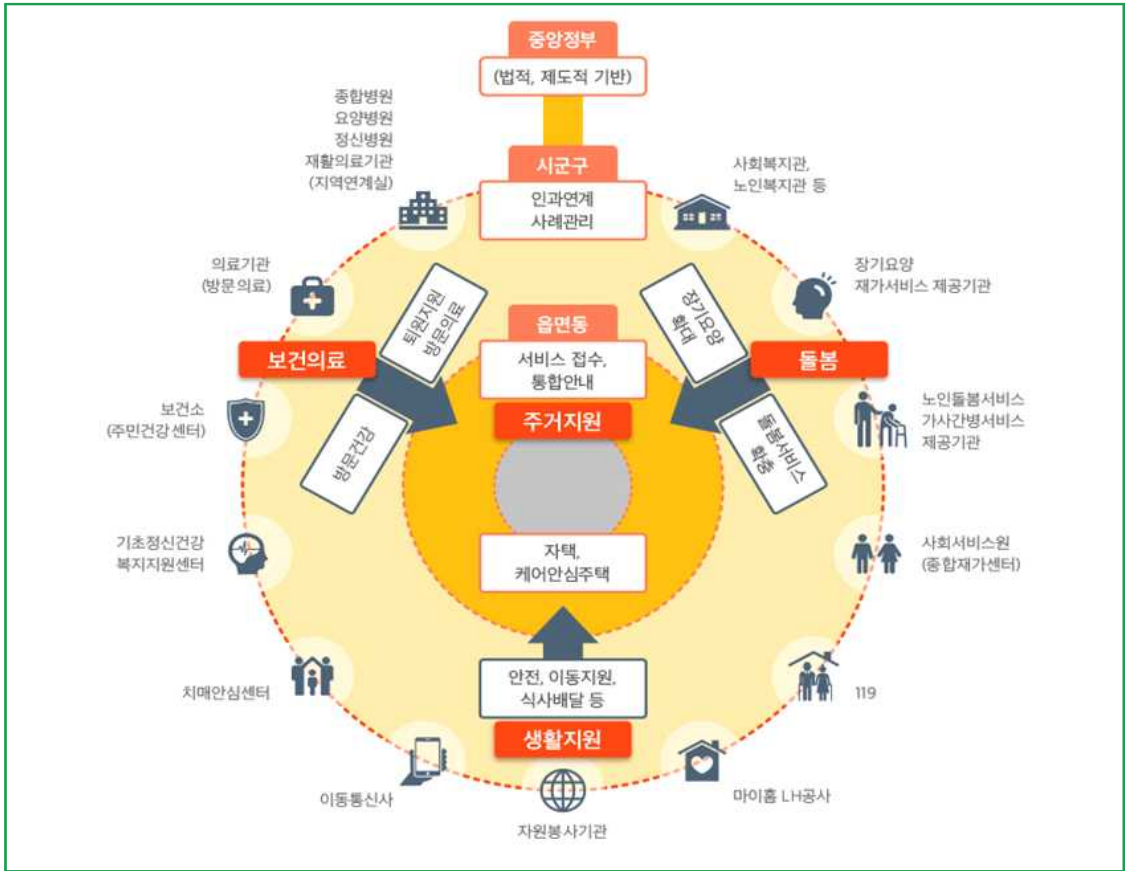 중앙정부
(법적, 제도적 기반)
종합병원
요양병원
정신병원
재활의료기관
(지역연계실)
시군구
인과연계
사례관리
사회복지관,
노인복지관 등
의료기관
(방문의료)
장기요양
재가서비스 제공기관
퇴원지원
방문의료
장기요양
확대
읍면동
서비스 접수,
통합안내
보건의료
돌봄
주거지원
보건소
(주민건강센터)
방문건강
돌봄서비스
확충
노인돌봄서비스
가사간병서비스
제공기관
기초정신건강
복지지원센터
자택,
케어안심주택
사회서비스원
(종합재가센터)
안전, 이동지원,
식사배달 등
생활지원
치매안심센터
119
이동통신사
자원봉사기관
마이홈 LH공사